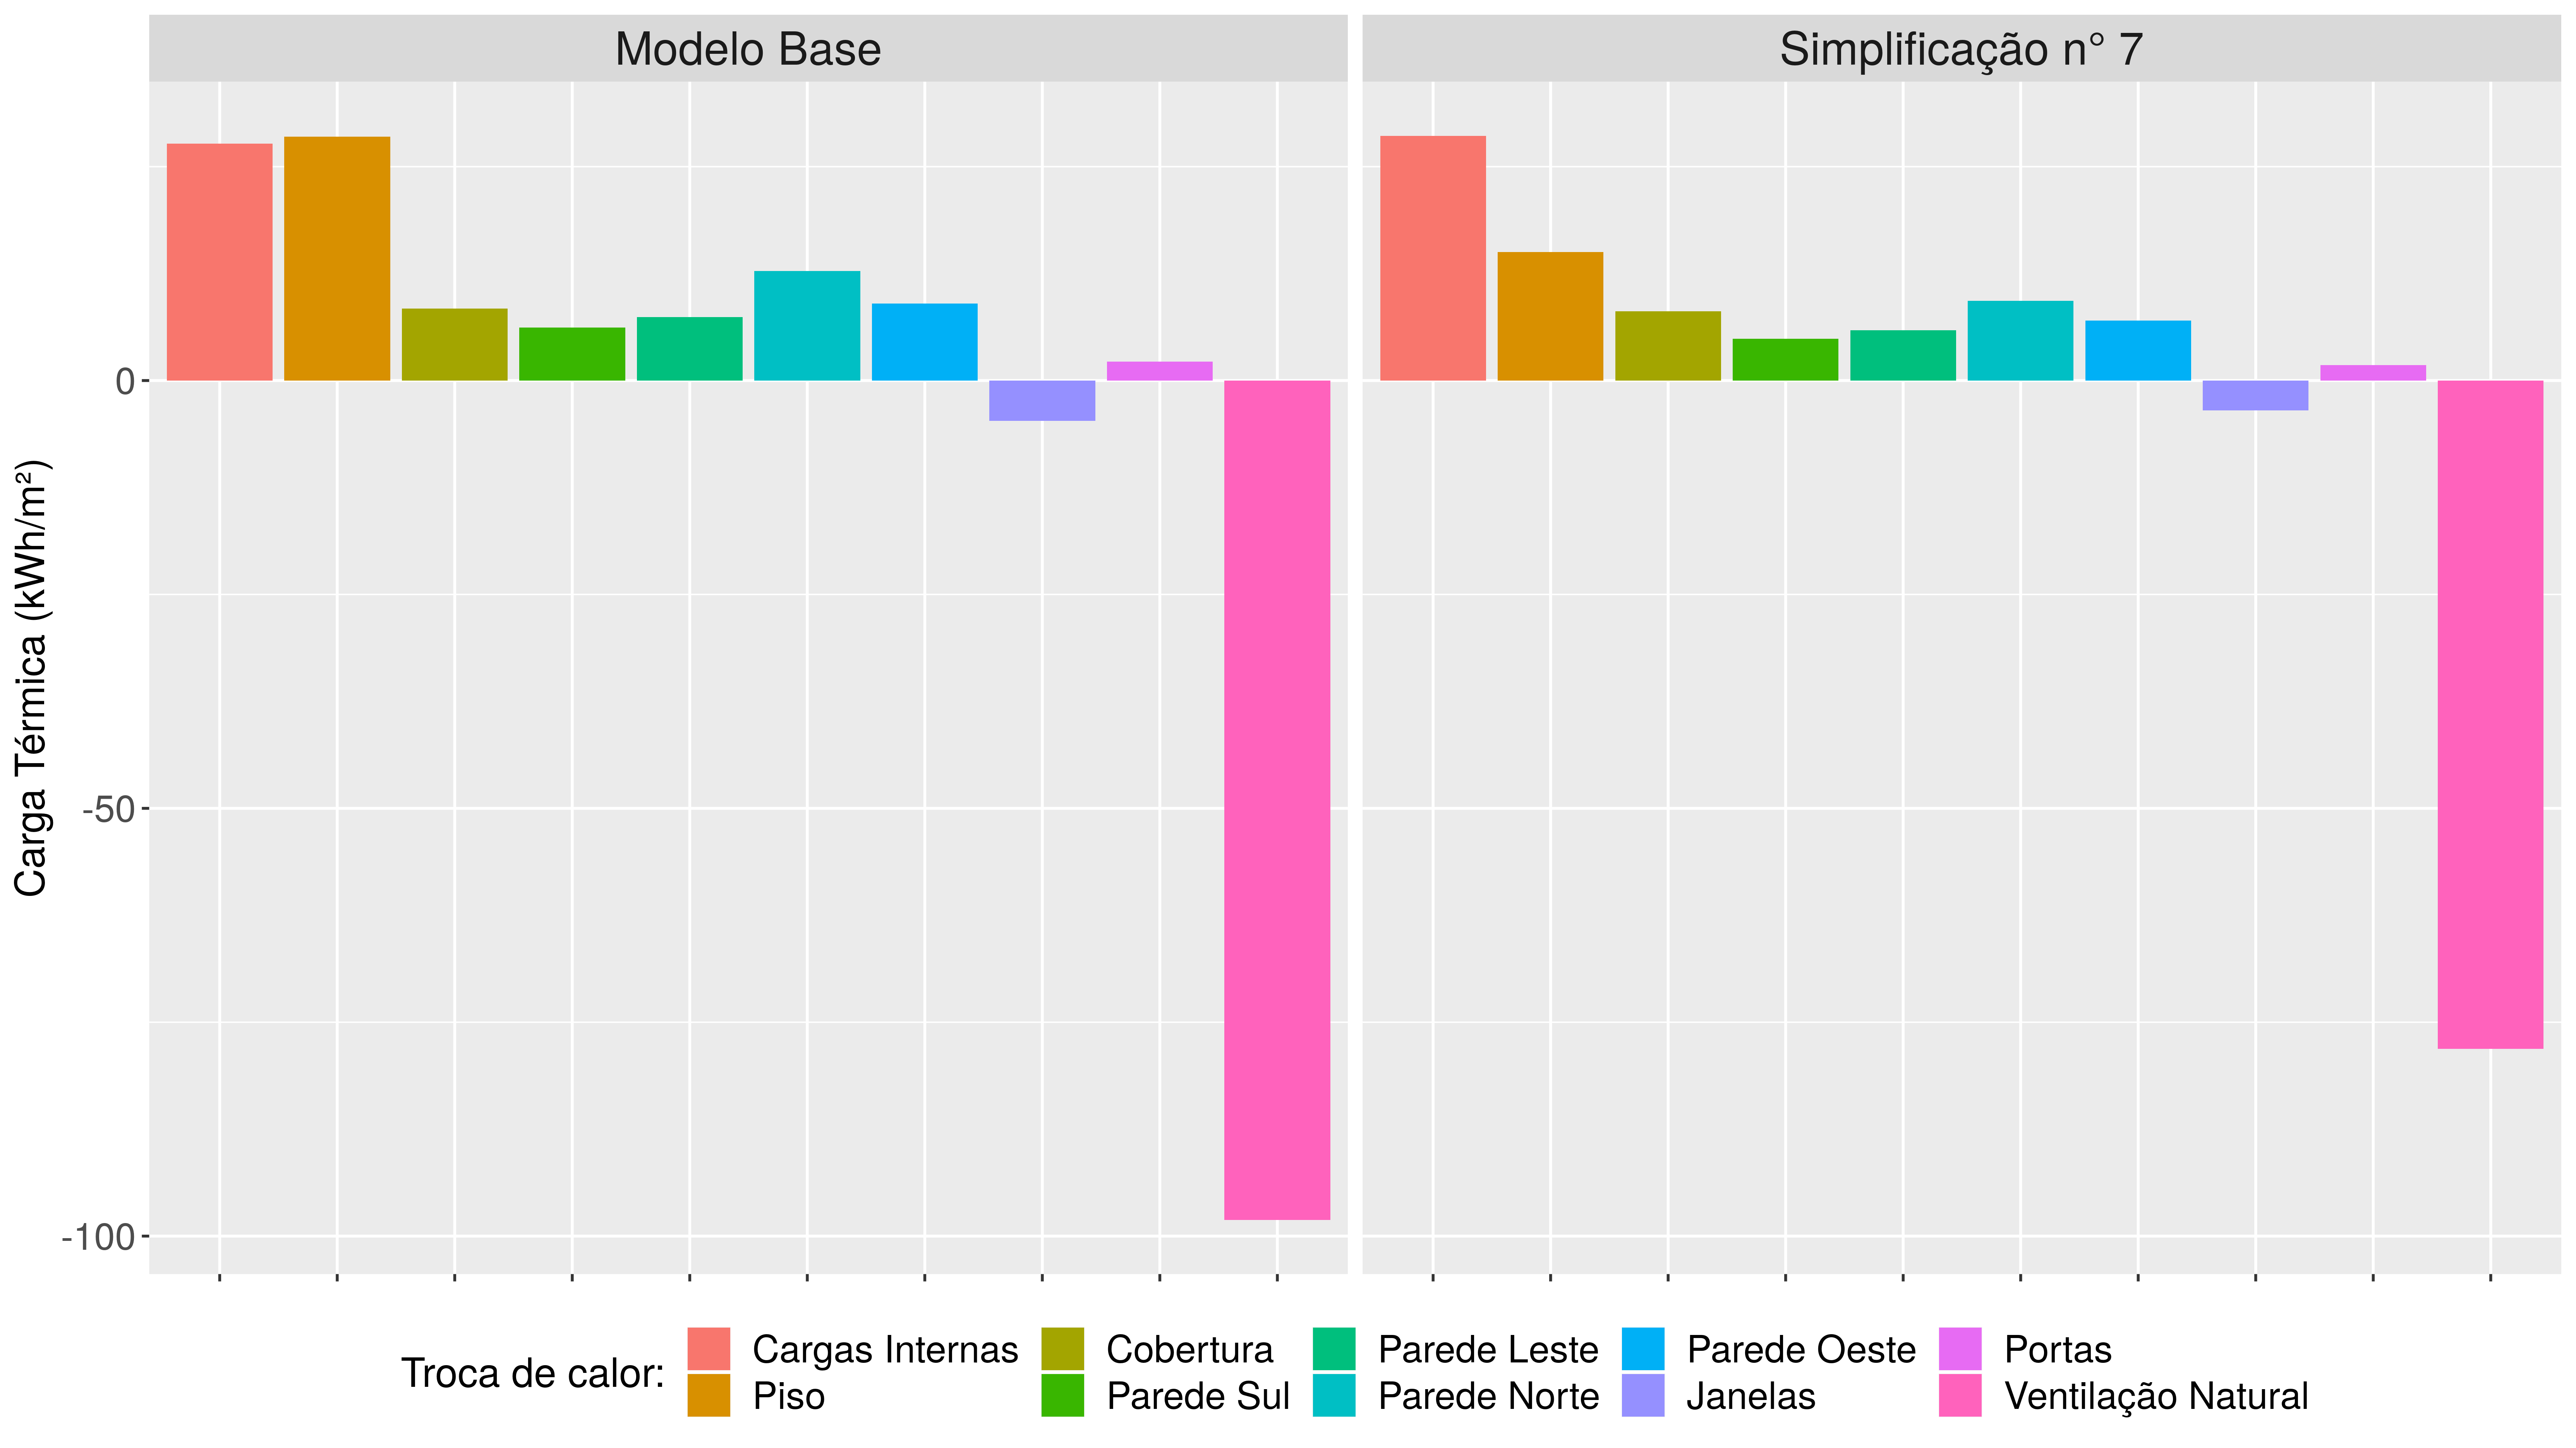 Modelo Base
Simplificação n° 7
Carga Térmica (kWh/m²)
0
-50
-100
Troca de calor:
Cargas Internas
Piso
Cobertura
Parede Sul
Parede Leste
Parede Norte
Parede Oeste
Janelas
Portas
Ventilação Natural